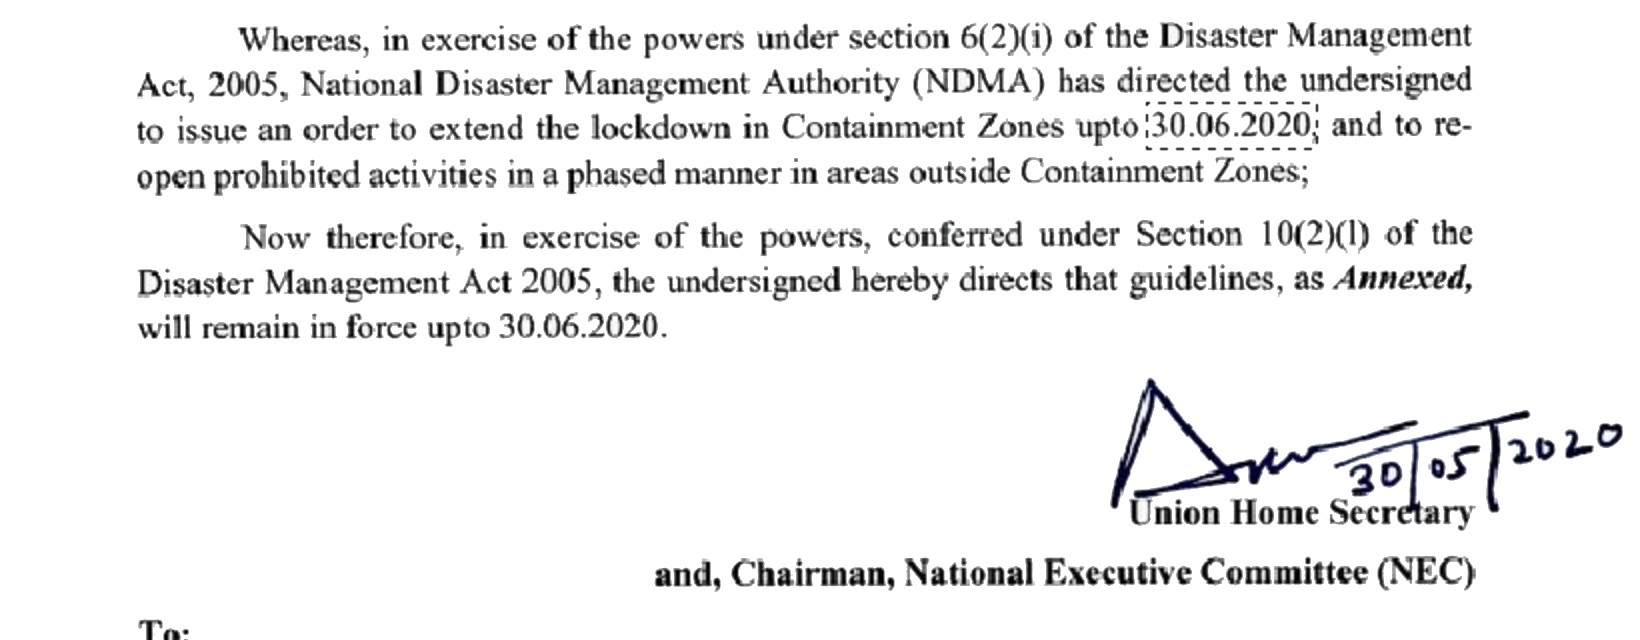 Whereas, in exercise of the powers under section 6(2)(i) of the Disaster Management
Act, 2005, National Disaster Management Authority (NDMA) has directed the undersigned
to issue an order to extend the lockdown in Containment Zones upto 30.06.2020, and to re-
open prohibited activities in a phased manner in areas outside Containment Zones;
Now therefore, in exercise of the powers, conferred under Section 10(2)(l) of the
Disaster Management Act 2005, the undersigned hereby directs that guidelines, as Annexed,
will remain in force upto 30.06.2020.
30/05/2020
Union Home Secretary
and, Chairman, National Executive Committee (NEC)
To: